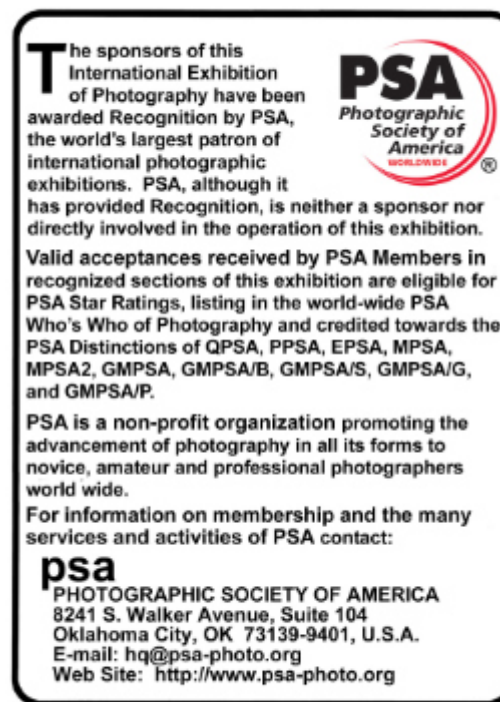 The sponsors of this
International Exhibition
of Photography have been
awarded Recognition by PSA,
the world's largest patron of
international photographic
exhibitions. PSA, although it
has provided Recognition, is neither a sponsor nor
directly involved in the operation of this exhibition.
PSA
Photographic
Society of
America
WORLDWIDE
®
Valid acceptances received by PSA Members in
recognized sections of this exhibition are eligible for
PSA Star Ratings, listing in the world-wide PSA
Who's Who of Photography and credited towards the
PSA Distinctions of QPSA, PPSA, EPSA, MPSA,
MPSA2, GMPSA, GMPSA/B, GMPSA/S, GMPSA/G,
and GMPSA/P.
PSA is a non-profit organization promoting the
advancement of photography in all its forms to
novice, amateur and professional photographers
world wide.
For information on membership and the many
services and activities of PSA contact:
psa
PHOTOGRAPHIC SOCIETY OF AMERICA
8241 S. Walker Avenue, Suite 104
Oklahoma City, OK 73139-9401, U.S.A.
E-mail: hq@psa-photo.org
Web Site: http://www.psa-photo.org